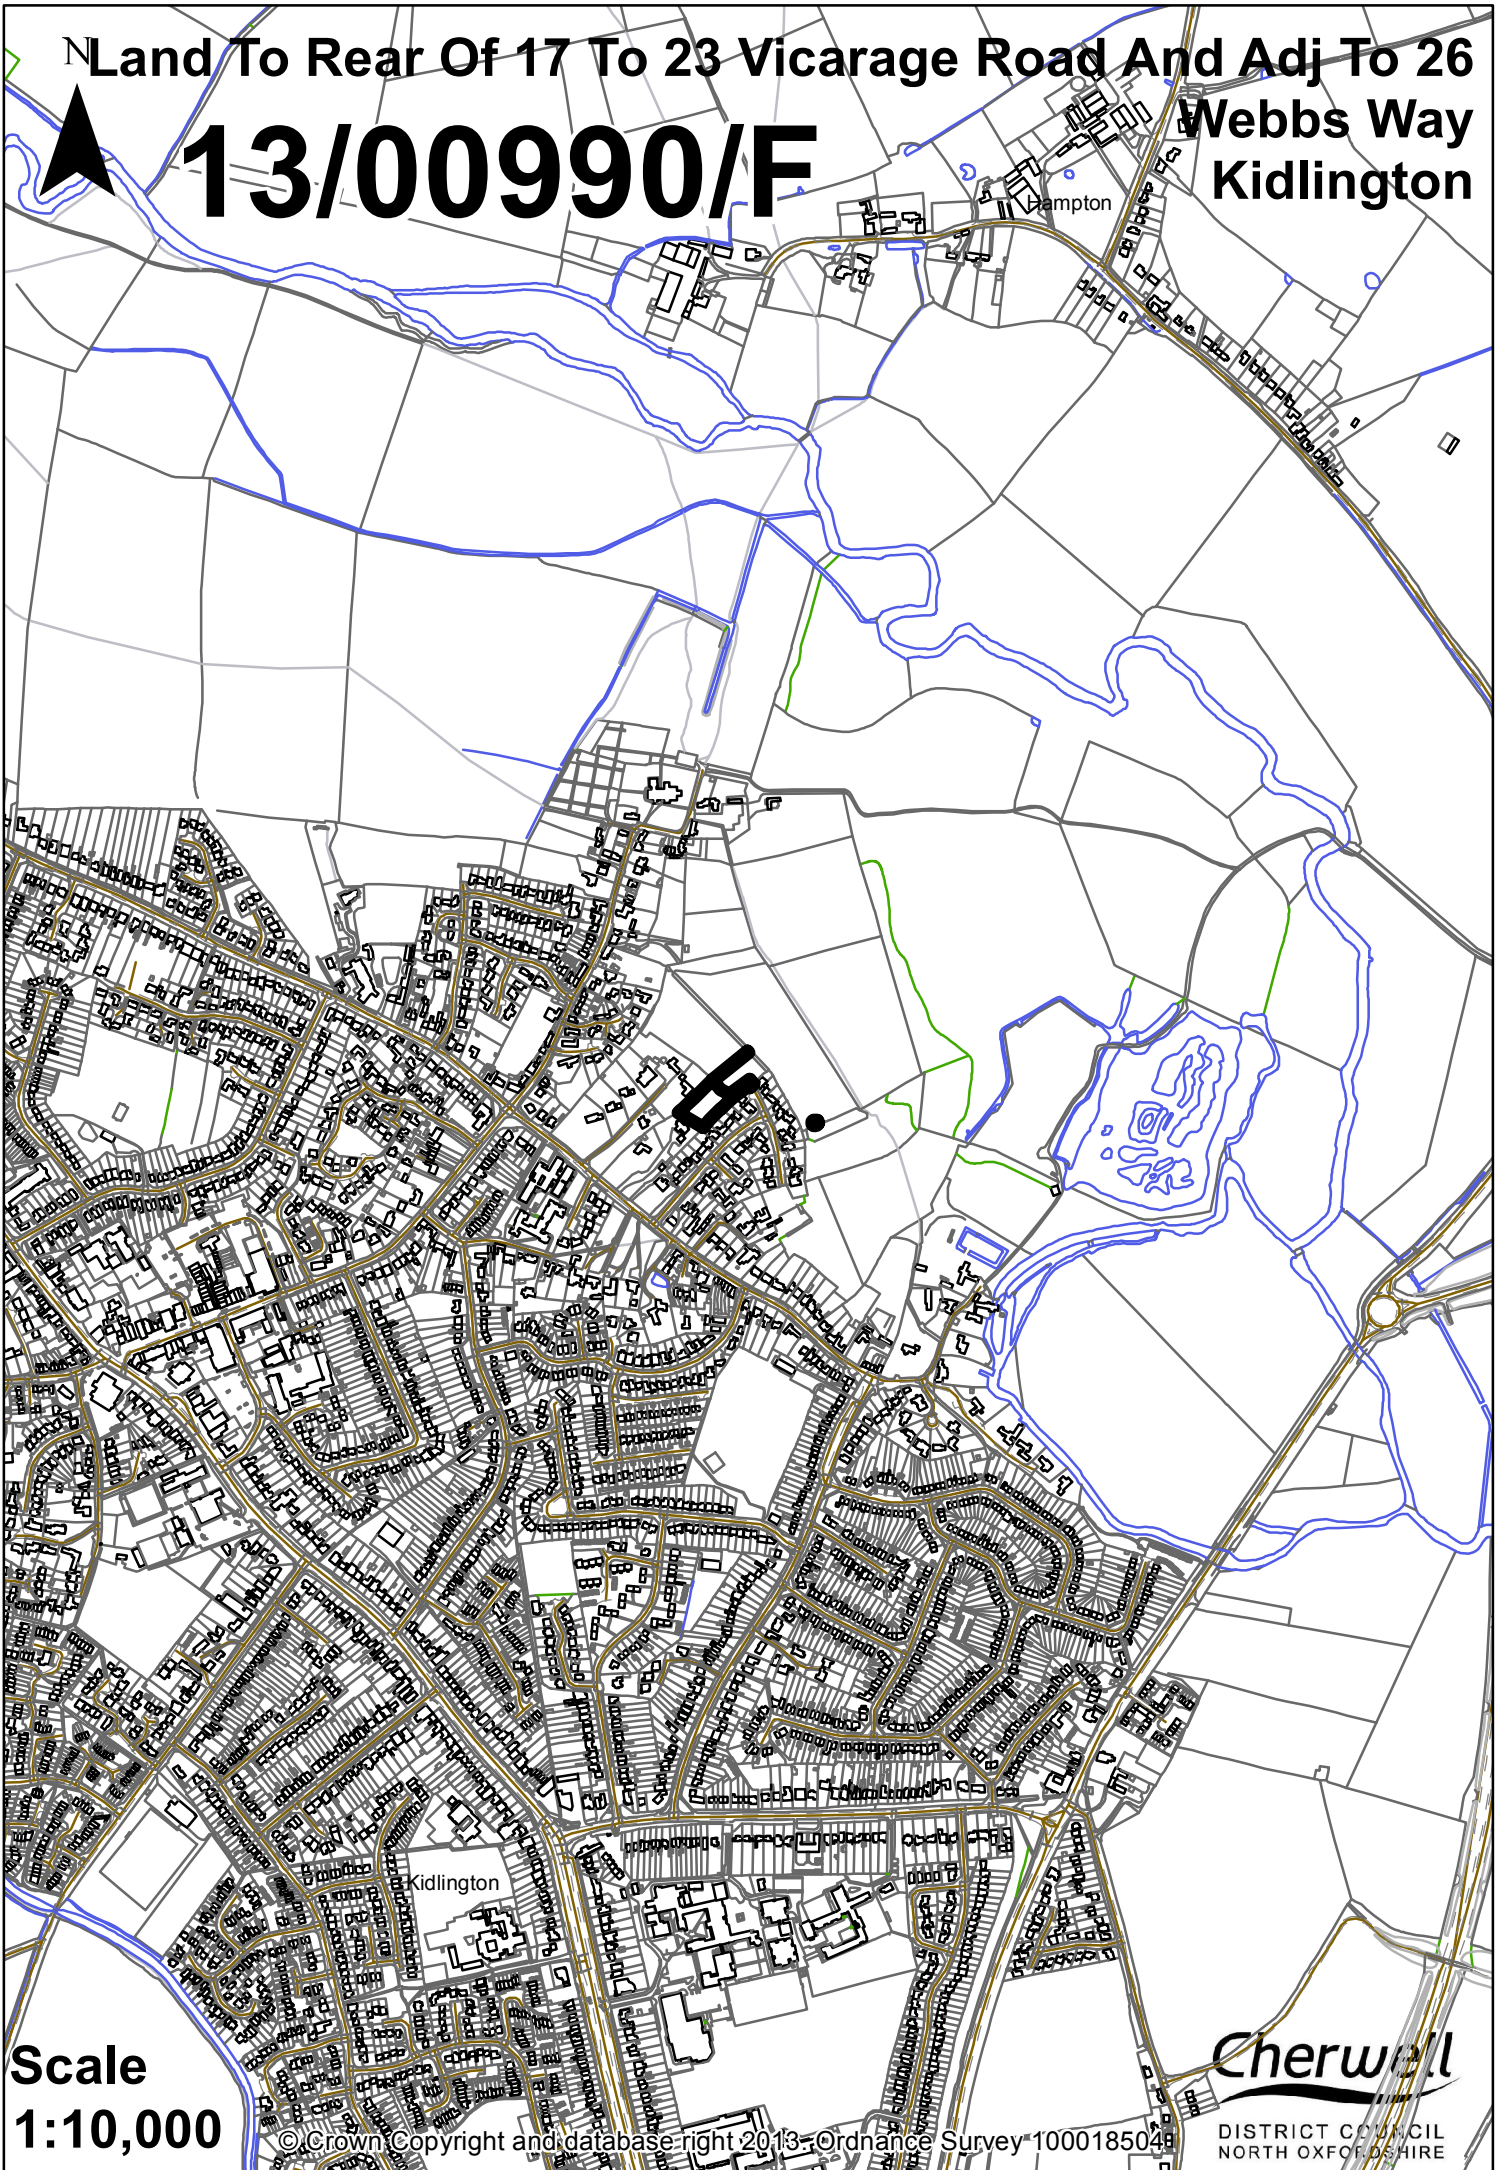 N
Land To Rear Of 17 To 23 Vicarage Road And Adj To 26
Webbs Way
Kidlington
13/00990/F
Hampton
Kidlington
Scale
1:10,000
© Crown Copyright and database right 2013. Ordnance Survey 100018504
Cherwell
DISTRICT COUNCIL
NORTH OXFORDSHIRE